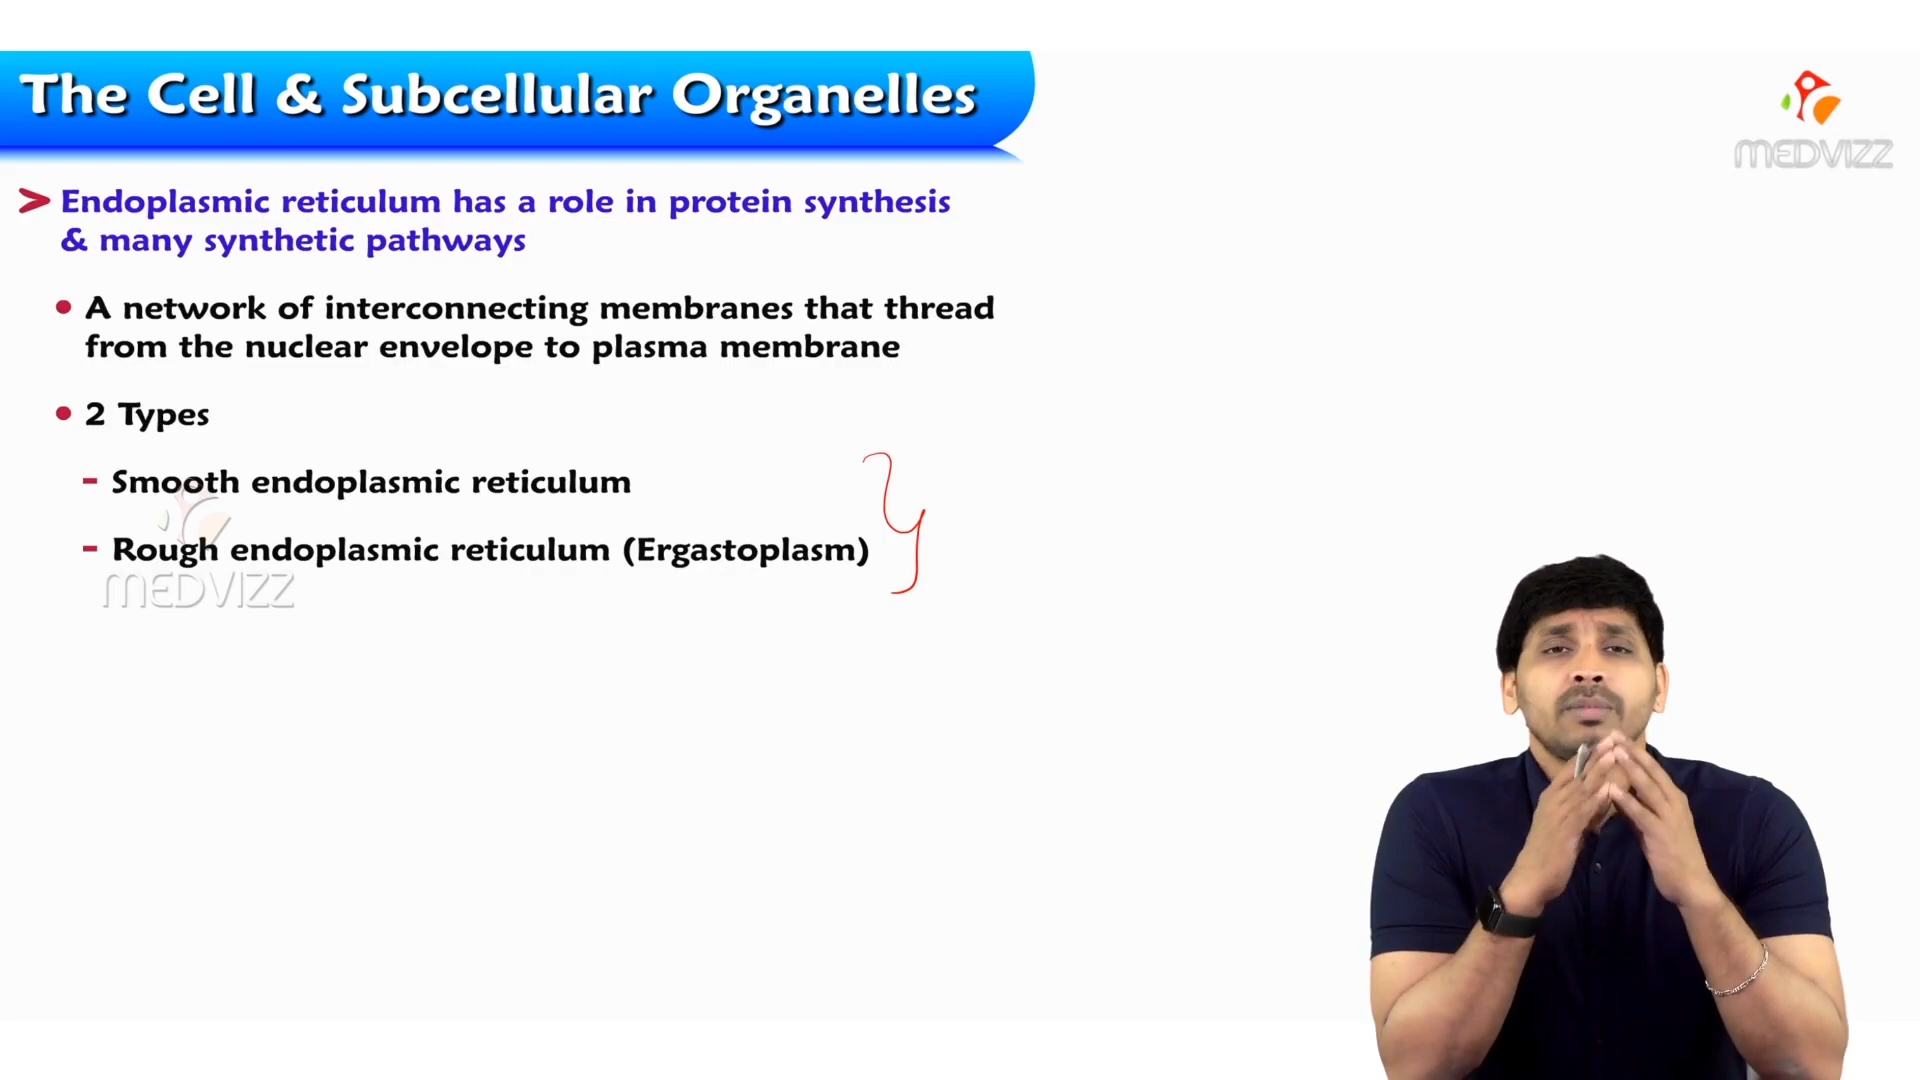 The Cell & Subcellular Organelles
MEDVIZZ
> Endoplasmic reticulum has a role in protein synthesis
& many synthetic pathways
• A network of interconnecting membranes that thread
from the nuclear envelope to plasma membrane
• 2 Types
- Smooth endoplasmic reticulum
- Rough endoplasmic reticulum (Ergastoplasm)
MEDVIZZ